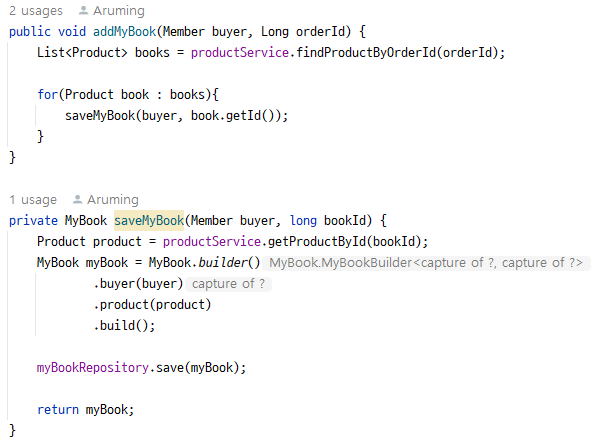 2 usages Aruming
public void addMyBook(Member buyer, Long orderId) {
    List<Product> books = productService.findProductByOrderId(orderId);

    for(Product book : books){
        saveMyBook(buyer, book.getId());
    }
}

1 usage Aruming
private MyBook saveMyBook(Member buyer, long bookId) {
    Product product = productService.getProductById(bookId);
    MyBook myBook = MyBook.builder() MyBook.MyBookBuilder<capture of ?, capture of ?>
            .buyer(buyer) capture of ?
            .product(product)
            .build();

    myBookRepository.save(myBook);

    return myBook;
}